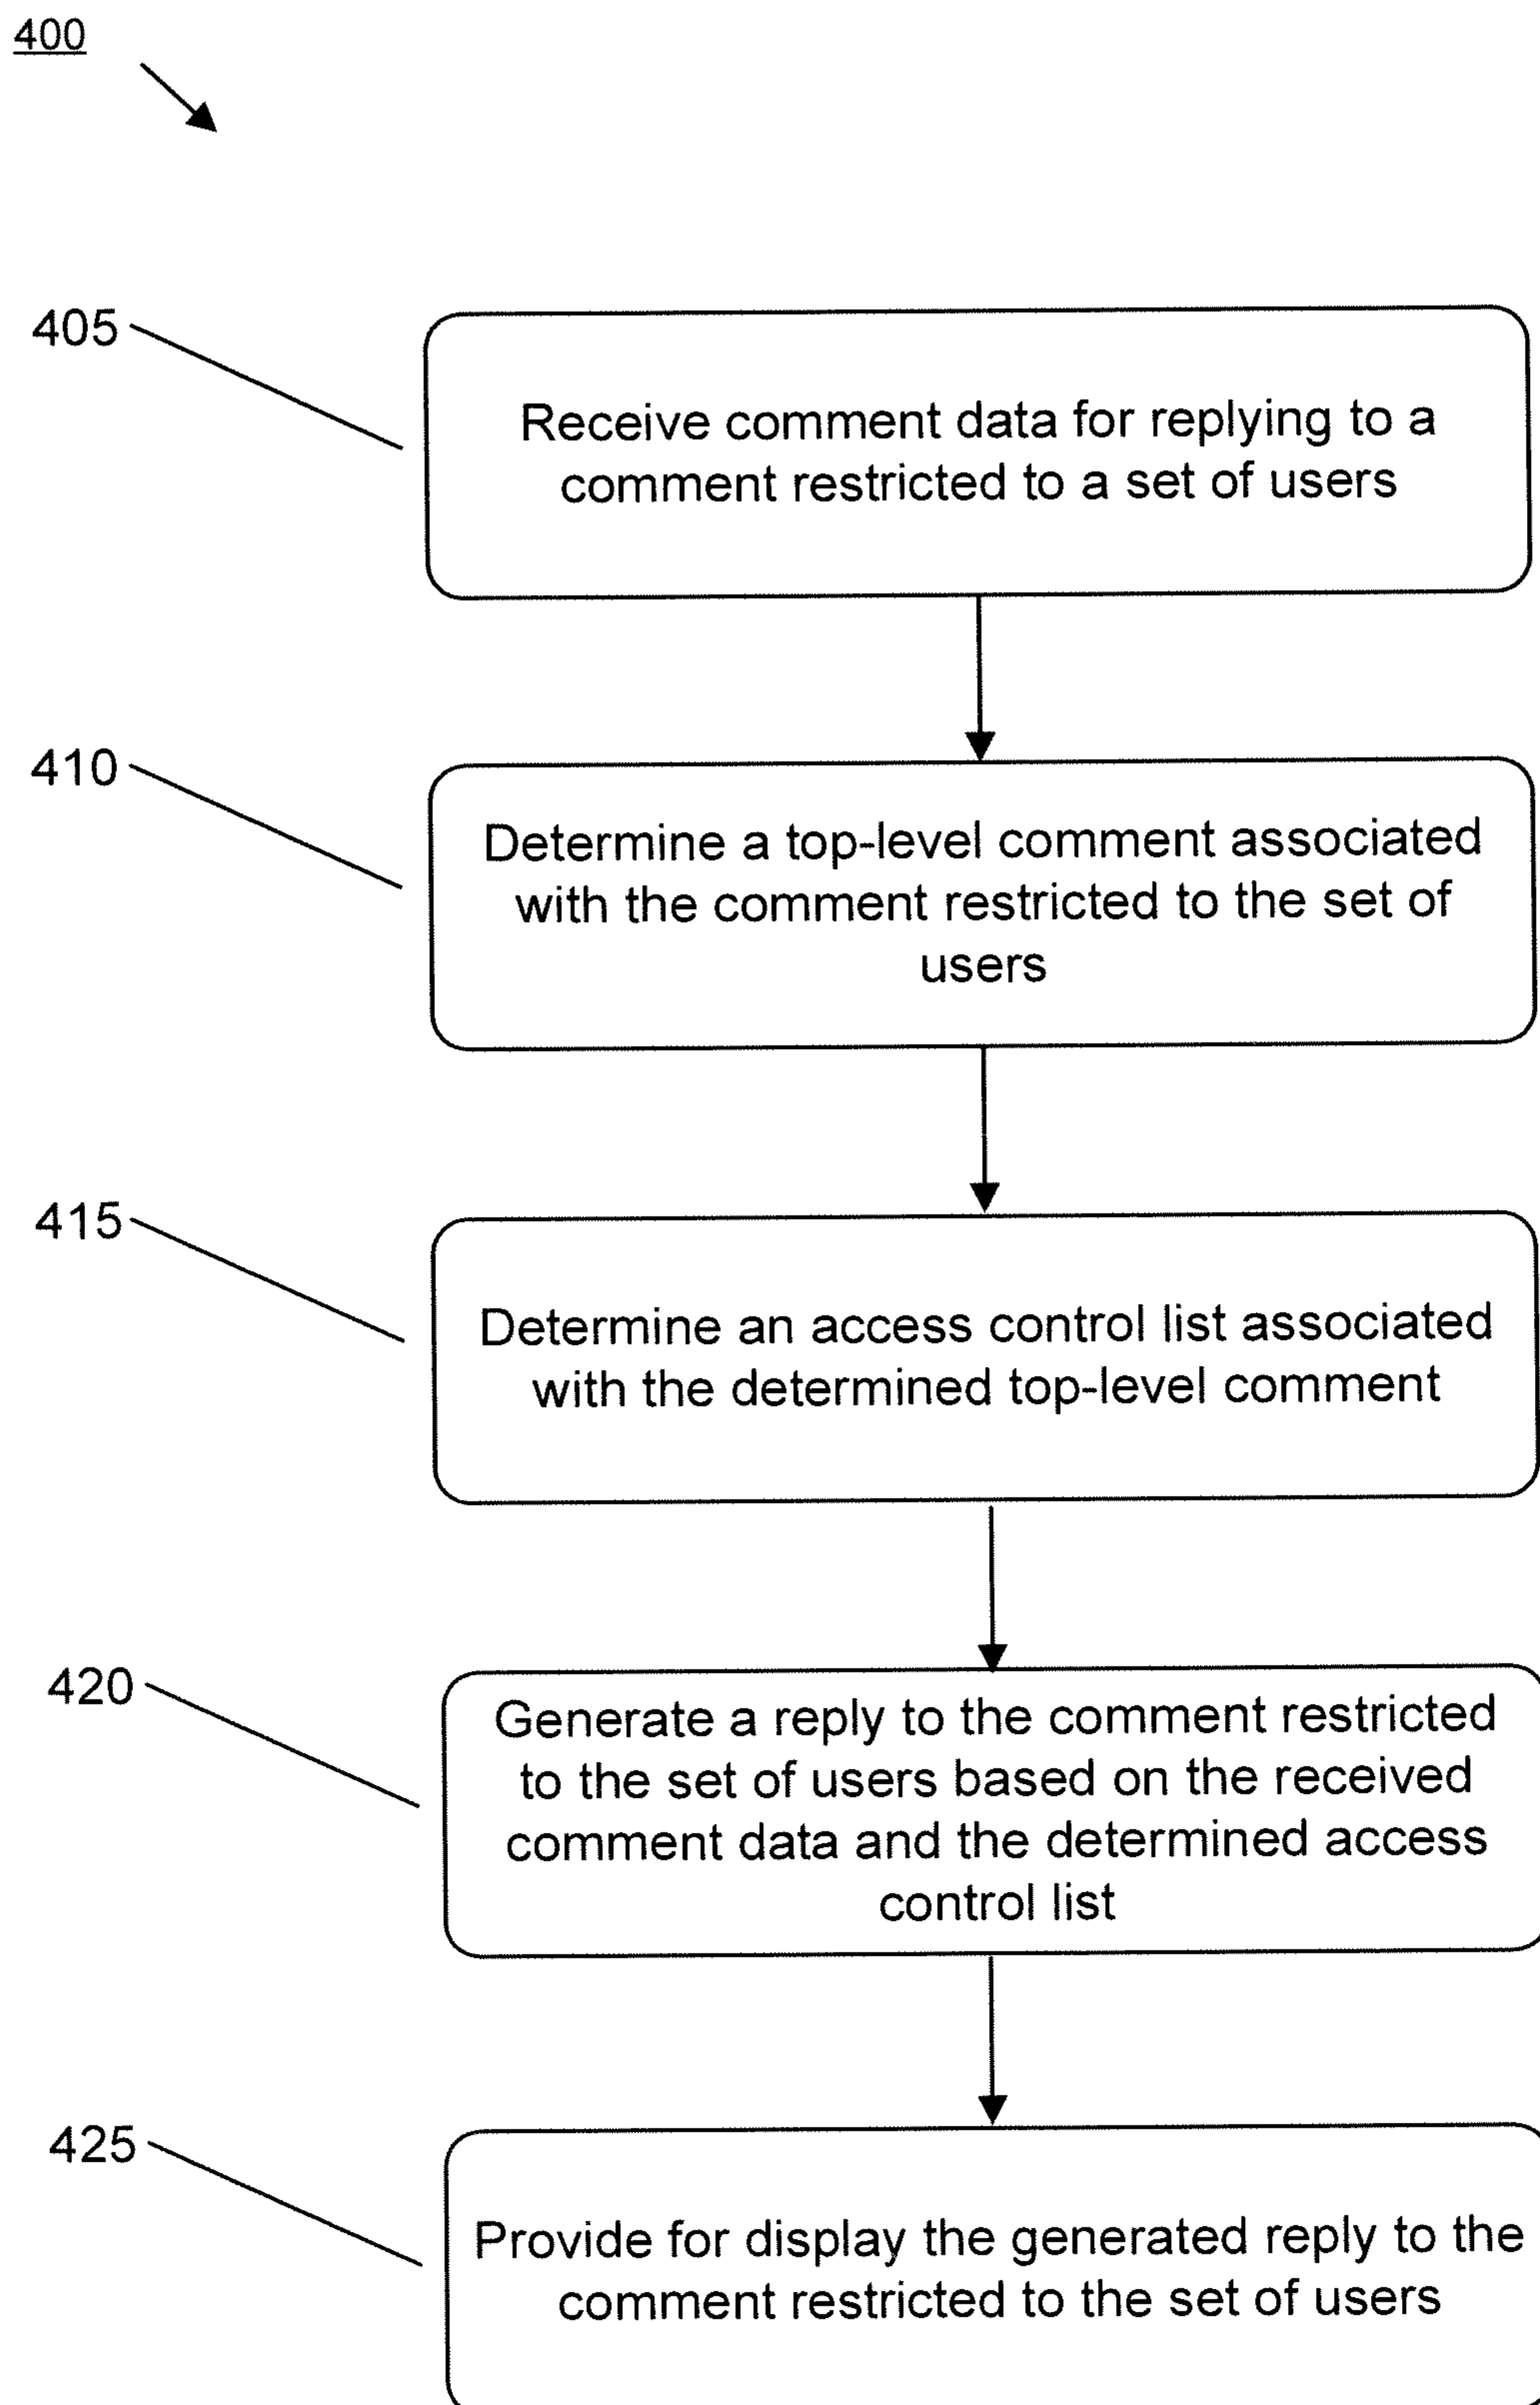 400
405
Receive comment data for replying to a
comment restricted to a set of users
410
Determine a top-level comment associated
with the comment restricted to the set of
users
415
Determine an access control list associated
with the determined top-level comment
420
Generate a reply to the comment restricted
to the set of users based on the received
comment data and the determined access
control list
425
Provide for display the generated reply to the
comment restricted to the set of users